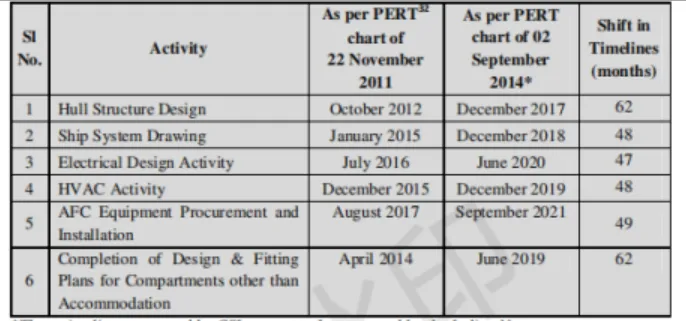 Sl No. | Activity | As per PERT32 chart of 22 November 2011 | As per PERT chart of 02 September 2014* | Shift in Timelines (months)
1 | Hull Structure Design | October 2012 | December 2017 | 62
2 | Ship System Drawing | January 2015 | December 2018 | 48
3 | Electrical Design Activity | July 2016 | June 2020 | 47
4 | HVAC Activity | December 2015 | December 2019 | 48
5 | AFC Equipment Procurement and Installation | August 2017 | September 2021 | 49
6 | Completion of Design & Fitting Plans for Compartments other than Accommodation | April 2014 | June 2019 | 62